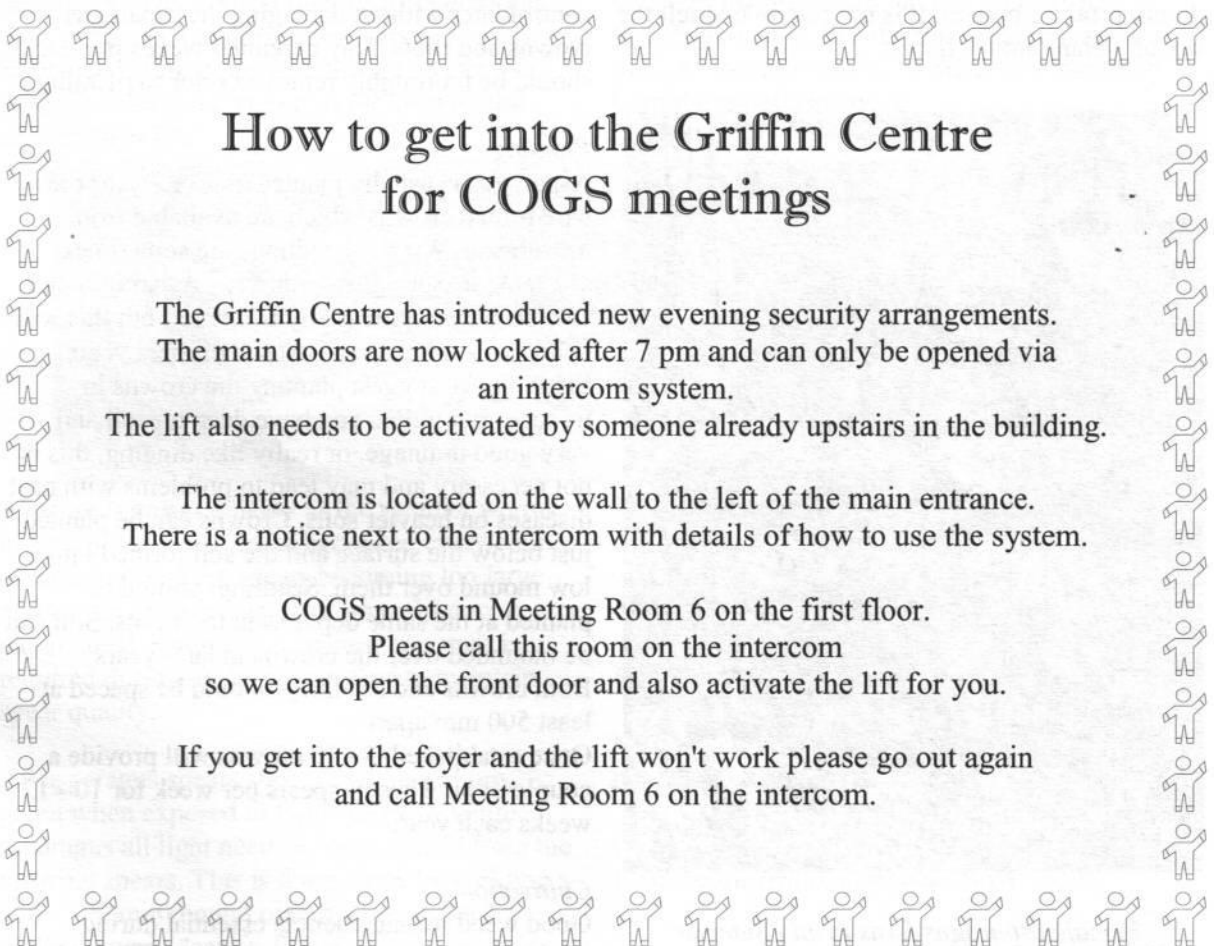 How to get into the Griffin Centre
for COGS meetings
The Griffin Centre has introduced new evening security arrangements.
The main doors are now locked after 7 pm and can only be opened via
an intercom system.
The lift also needs to be activated by someone already upstairs in the building.
The intercom is located on the wall to the left of the main entrance.
There is a notice next to the intercom with details of how to use the system.
COGS meets in Meeting Room 6 on the first floor.
Please call this room on the intercom
so we can open the front door and also activate the lift for you.
If you get into the foyer and the lift won't work please go out again
and call Meeting Room 6 on the intercom.